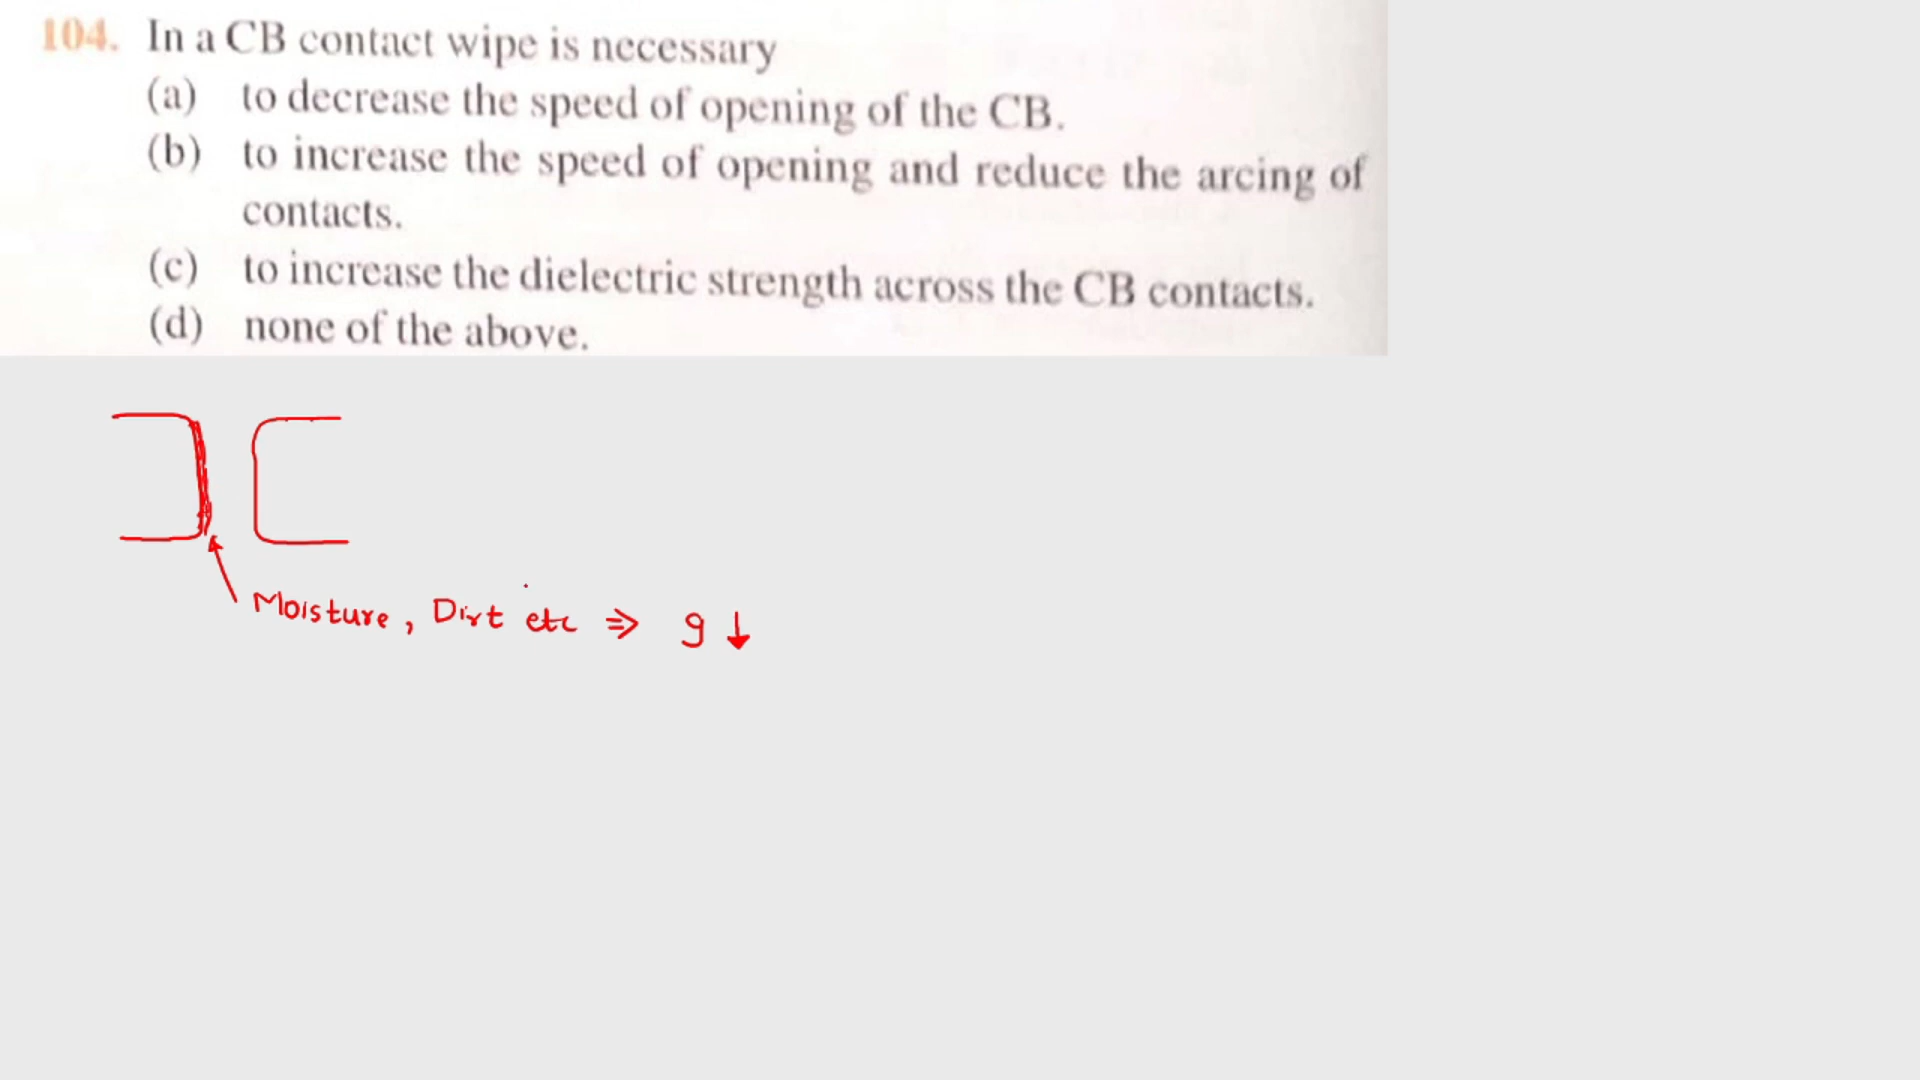 104. In a CB contact wipe is necessary
(a) to decrease the speed of opening of the CB.
(b) to increase the speed of opening and reduce the arcing of
contacts.
(c) to increase the dielectric strength across the CB contacts.
(d) none of the above.
Moisture, Dirt etc ⇒ g ↓